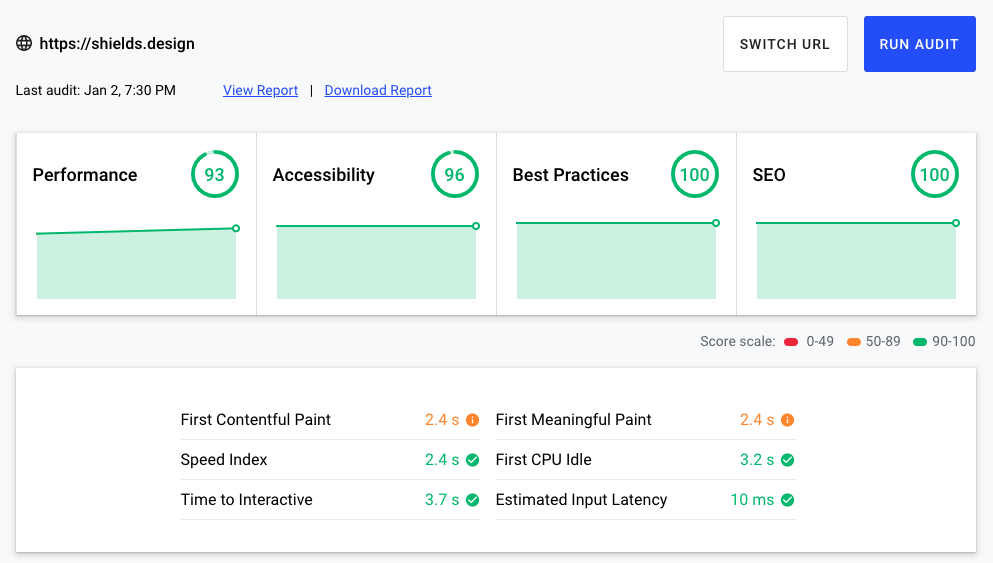 https://shields.design
SWITCH URL
RUN AUDIT
Last audit: Jan 2, 7:30 PM View Report | Download Report
Performance 93
Accessibility 96
Best Practices 100
SEO 100
Score scale: 0-49 50-89 90-100
First Contentful Paint 2.4 s
First Meaningful Paint 2.4 s
Speed Index 2.4 s
First CPU Idle 3.2 s
Time to Interactive 3.7 s
Estimated Input Latency 10 ms